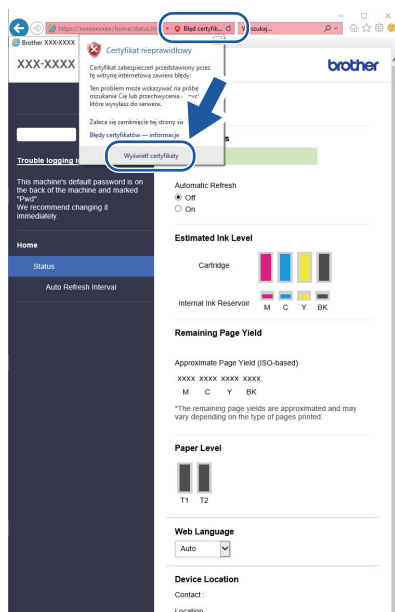 https://xxxxxxxxxx/home/status.ht
Błąd certyfik...
Brother XXX-XXXX
XXX-XXXX
brother
Certyfikat nieprawidłowy
Certyfikat zabezpieczeń przedstawiony przez
tę witrynę internetową zawiera błędy.
Ten problem może wskazywać na próbę
oszukania Cię lub przechwycenia
które wysyłasz do serwera.
Zaleca się zamknięcie tej strony
Błędy certyfikatów — informacje
Wyświetl certyfikaty
Trouble logging
This machine's default password is on
the back of the machine and marked
"Pwd".
We recommend changing it
immediately.
Home
Status
Auto Refresh Interval
Automatic Refresh
Off
On
Estimated Ink Level
Cartridge
Internal Ink Reservoir
M C Y BK
Remaining Page Yield
Approximate Page Yield (ISO-based)
xxxx xxxx xxxx xxxx
M C Y BK
*The remaining page yields are approximated and may
vary depending on the type of pages printed.
Paper Level
T1 T2
Web Language
Auto
Device Location
Contact :
Location :